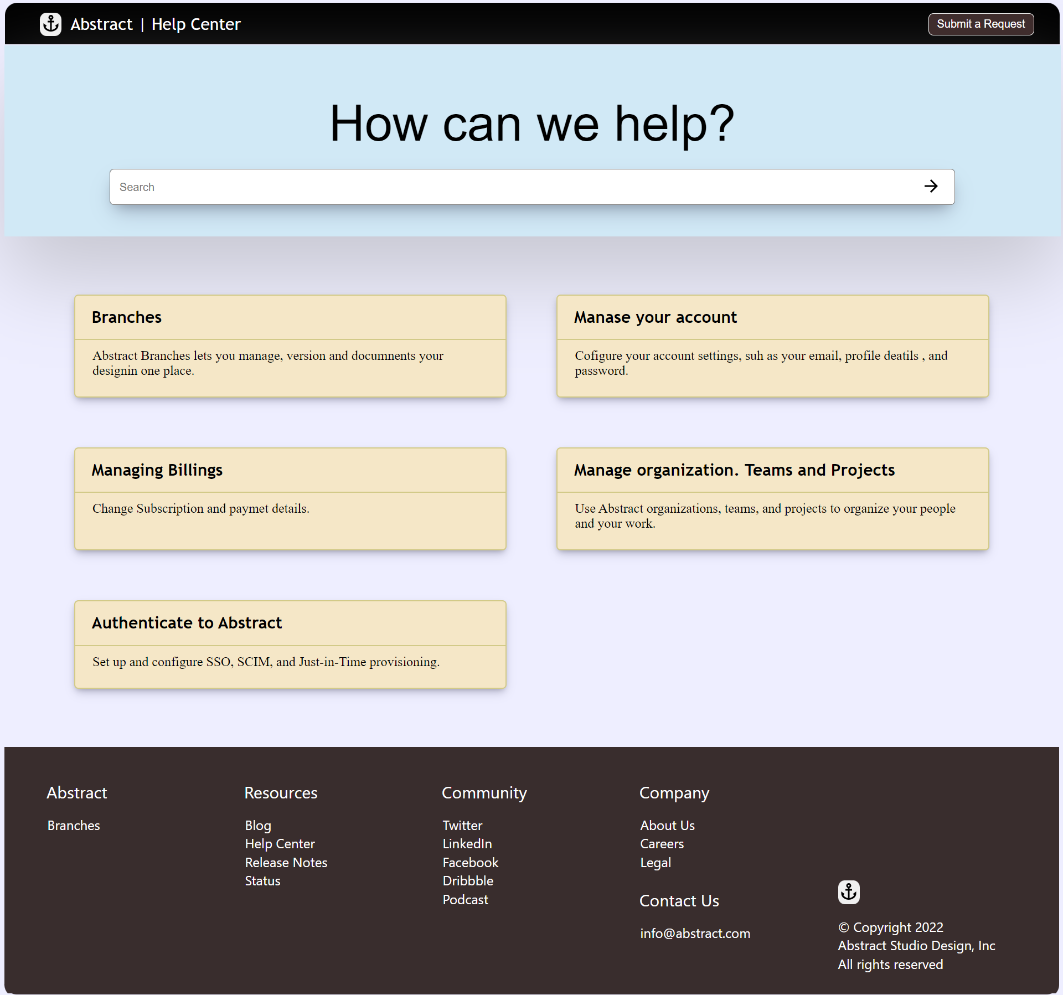 Abstract | Help Center
Submit a Request
How can we help?
Search
Branches
Abstract Branches lets you manage, version and documnents your
designin one place.
Manase your account
Cofigure your account settings, suh as your email, profile deatils , and
password.
Managing Billings
Change Subscription and paymet details.
Manage organization. Teams and Projects
Use Abstract organizations, teams, and projects to organize your people
and your work.
Authenticate to Abstract
Set up and configure SSO, SCIM, and Just-in-Time provisioning.
Abstract
Branches
Resources
Blog
Help Center
Release Notes
Status
Community
Twitter
LinkedIn
Facebook
Dribbble
Podcast
Company
About Us
Careers
Legal
Contact Us
info@abstract.com
© Copyright 2022
Abstract Studio Design, Inc
All rights reserved